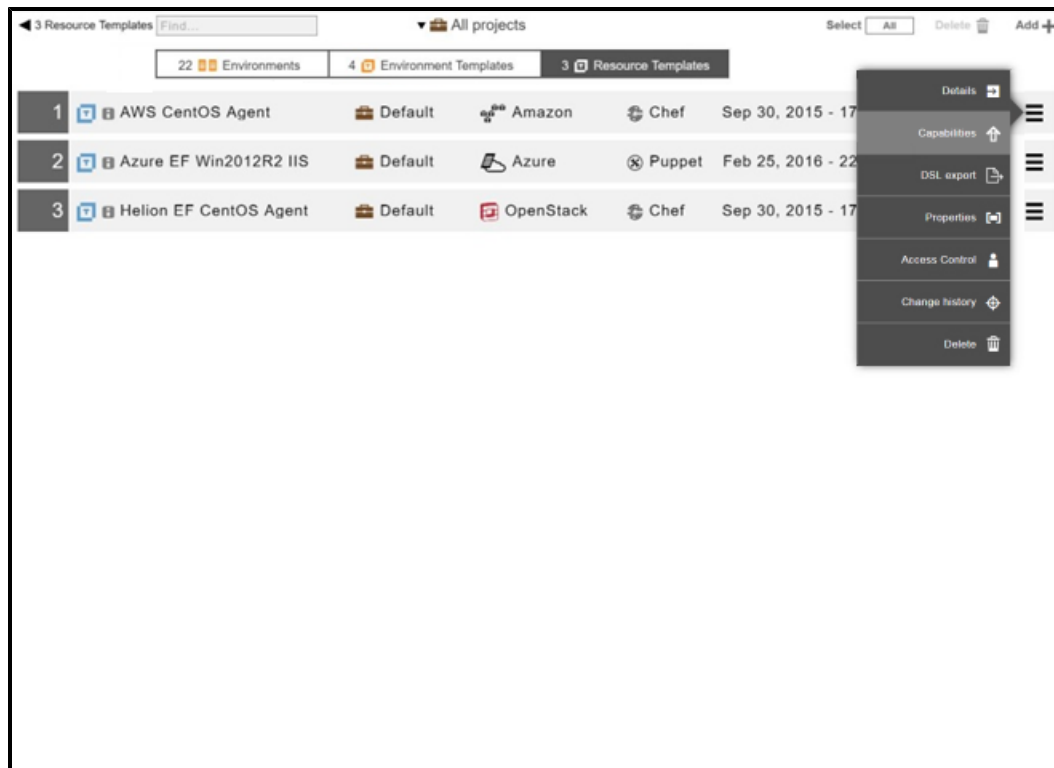 3 Resource Templates Find... All projects Select All Delete Add
22 Environments 4 Environment Templates 3 Resource Templates
Details
1 AWS CentOS Agent Default Amazon Chef Sep 30, 2015 - 17
Capabilities
2 Azure EF Win2012R2 IIS Default Azure Puppet Feb 25, 2016 - 22
DSL export
3 Helion EF CentOS Agent Default OpenStack Chef Sep 30, 2015 - 17
Properties
Access Control
Change history
Delete